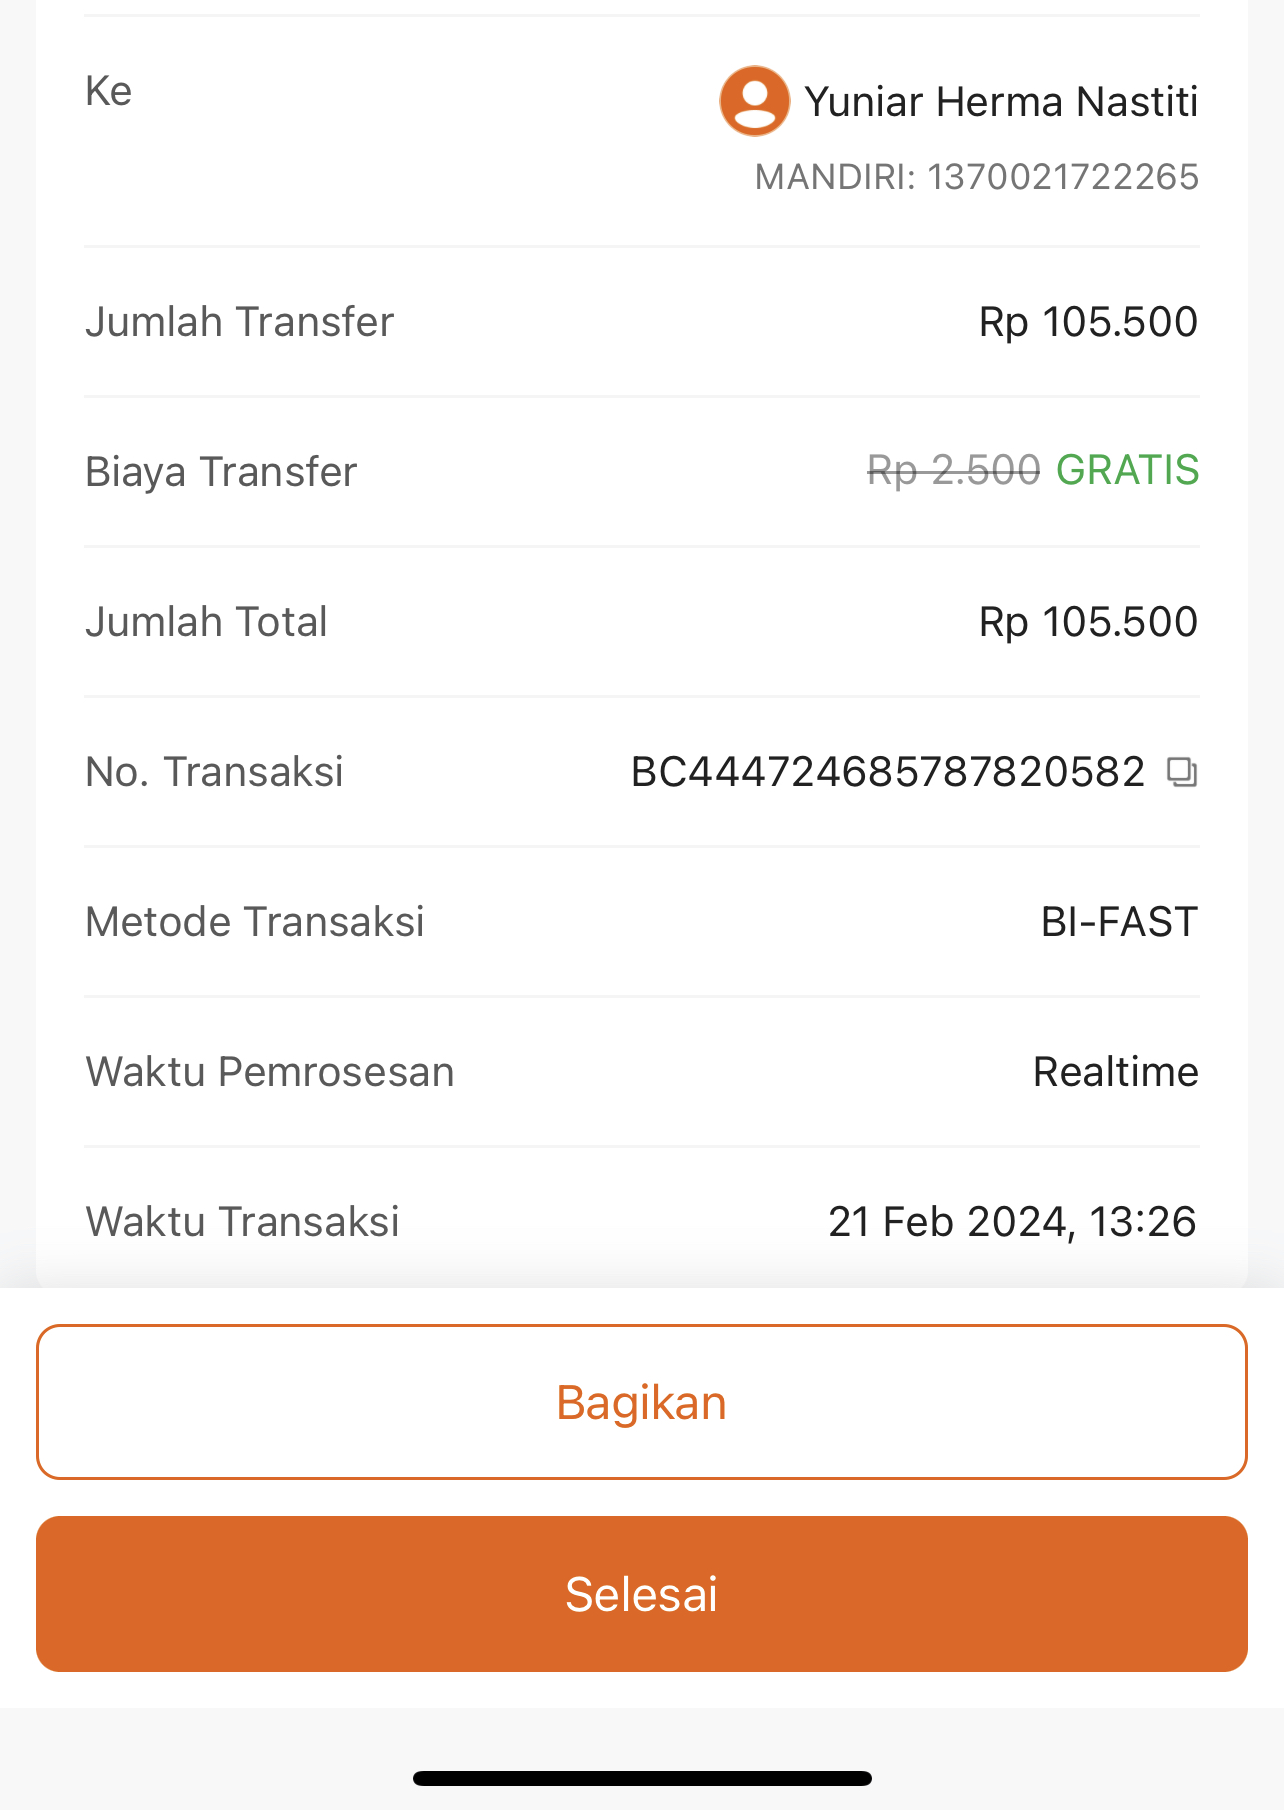 Ke
Yuniar Herma Nastiti
MANDIRI: 1370021722265
Jumlah Transfer Rp 105.500
Biaya Transfer Rp 2.500 GRATIS
Jumlah Total Rp 105.500
No. Transaksi BC444724685787820582
Metode Transaksi BI-FAST
Waktu Pemrosesan Realtime
Waktu Transaksi 21 Feb 2024, 13:26
Bagikan
Selesai